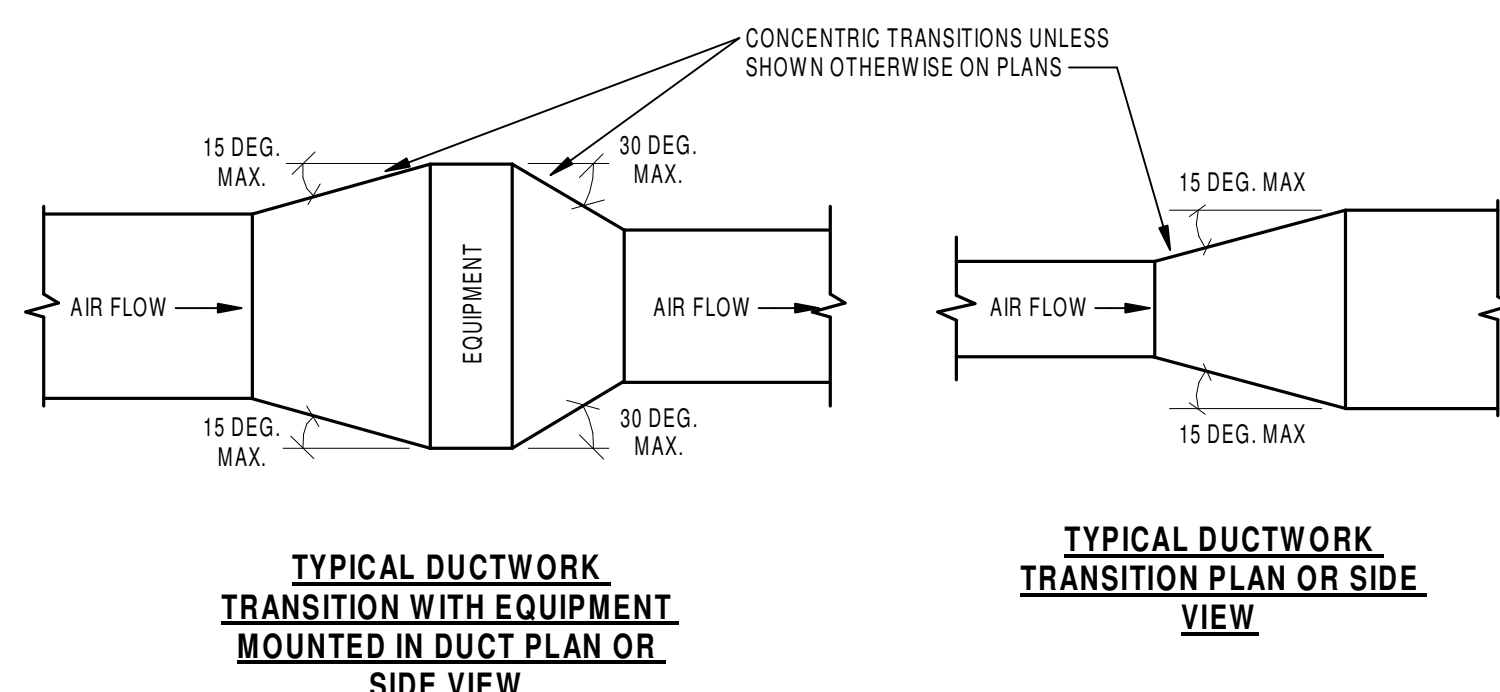 CONCENTRIC TRANSITIONS UNLESS
SHOWN OTHERWISE ON PLANS
15 DEG.
MAX.
30 DEG.
MAX.
AIR FLOW
EQUIPMENT
AIR FLOW
15 DEG.
MAX.
30 DEG.
MAX.
TYPICAL DUCTWORK
TRANSITION WITH EQUIPMENT
MOUNTED IN DUCT PLAN OR
SIDE VIEW
15 DEG. MAX
AIR FLOW
15 DEG. MAX
TYPICAL DUCTWORK
TRANSITION PLAN OR SIDE
VIEW